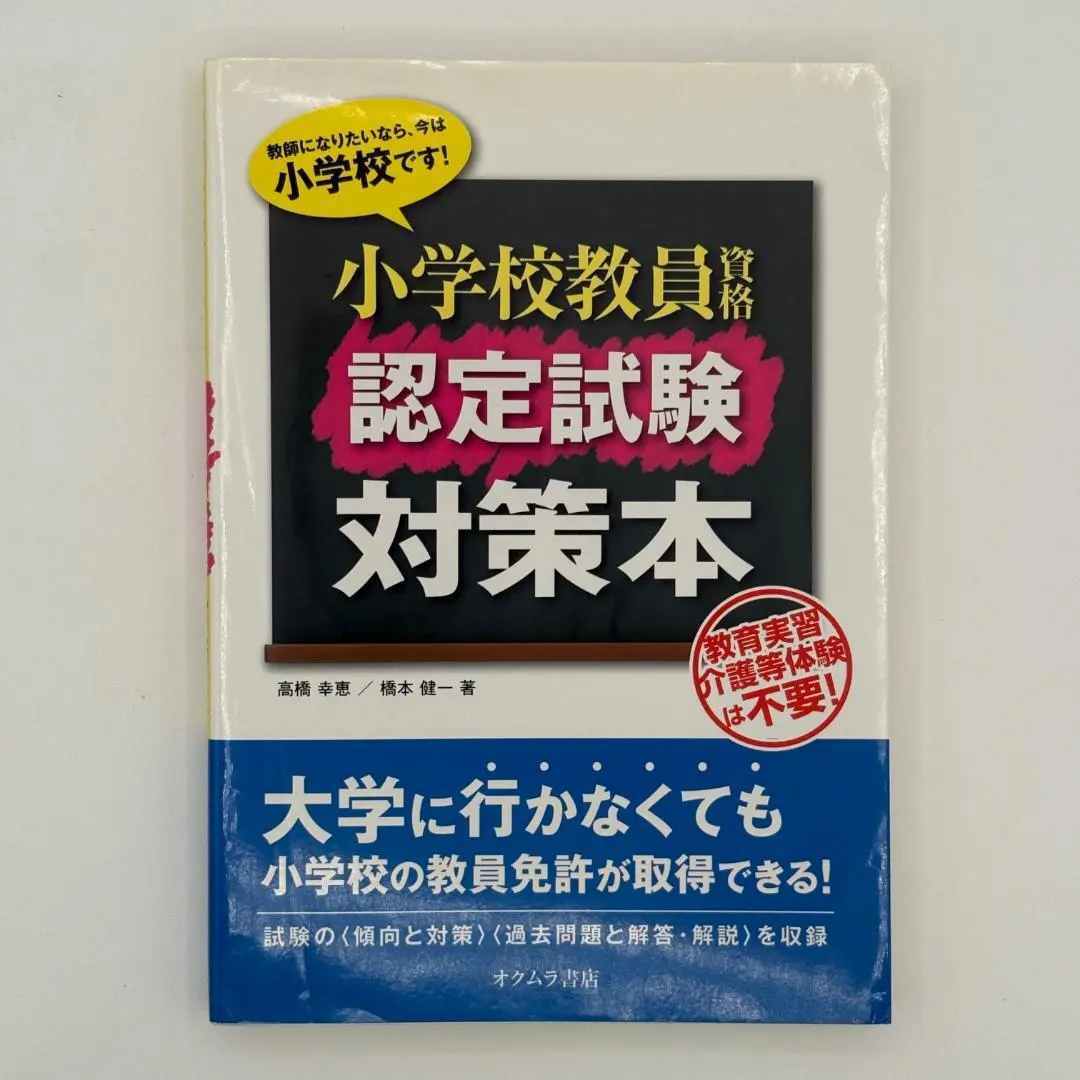 教師になりたいなら、今は
小学校です!
小学校教員資格
認定試験
対策本
教育実習
介護等体験
は不要!
高橋 幸恵／橋本 健一 著
大学に行かなくても
小学校の教員免許が取得できる!
試験の〈傾向と対策〉〈過去問題と解答・解説〉を収録
オクムラ書店